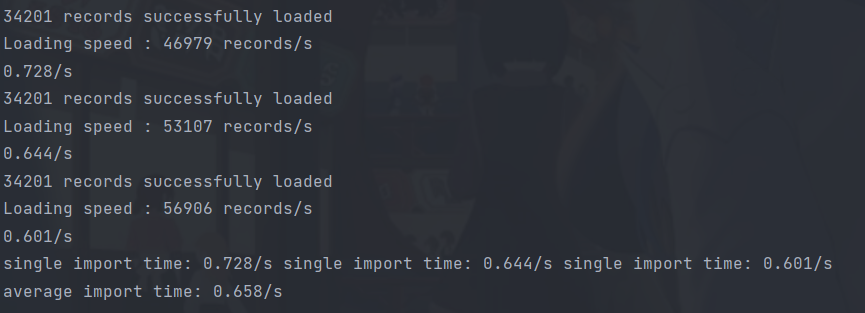 34201 records successfully loaded
Loading speed : 46979 records/s
0.728/s
34201 records successfully loaded
Loading speed : 53107 records/s
0.644/s
34201 records successfully loaded
Loading speed : 56906 records/s
0.601/s
single import time: 0.728/s single import time: 0.644/s single import time: 0.601/s
average import time: 0.658/s